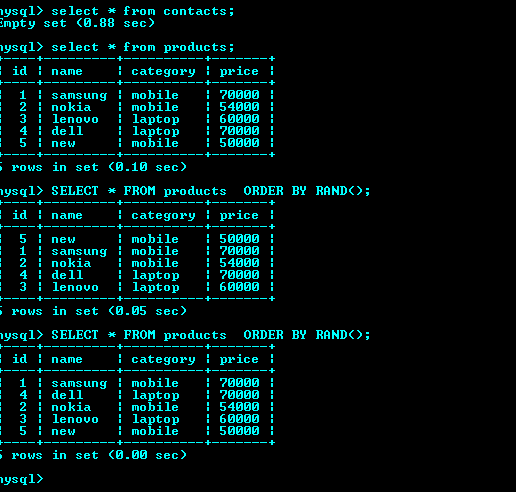 mysql> select * from contacts;
Empty set (0.88 sec)
mysql> select * from products;
+----+---------+----------+-------+
| id | name    | category | price |
+----+---------+----------+-------+
|  1 | samsung | mobile   | 70000 |
|  2 | nokia   | mobile   | 54000 |
|  3 | lenovo  | laptop   | 60000 |
|  4 | dell    | laptop   | 70000 |
|  5 | new     | mobile   | 50000 |
+----+---------+----------+-------+
5 rows in set (0.10 sec)
mysql> SELECT * FROM products  ORDER BY RAND();
+----+---------+----------+-------+
| id | name    | category | price |
+----+---------+----------+-------+
|  5 | new     | mobile   | 50000 |
|  1 | samsung | mobile   | 70000 |
|  2 | nokia   | mobile   | 54000 |
|  4 | dell    | laptop   | 70000 |
|  3 | lenovo  | laptop   | 60000 |
+----+---------+----------+-------+
5 rows in set (0.05 sec)
mysql> SELECT * FROM products  ORDER BY RAND();
+----+---------+----------+-------+
| id | name    | category | price |
+----+---------+----------+-------+
|  1 | samsung | mobile   | 70000 |
|  4 | dell    | laptop   | 70000 |
|  2 | nokia   | mobile   | 54000 |
|  3 | lenovo  | laptop   | 60000 |
|  5 | new     | mobile   | 50000 |
+----+---------+----------+-------+
5 rows in set (0.00 sec)
mysql>